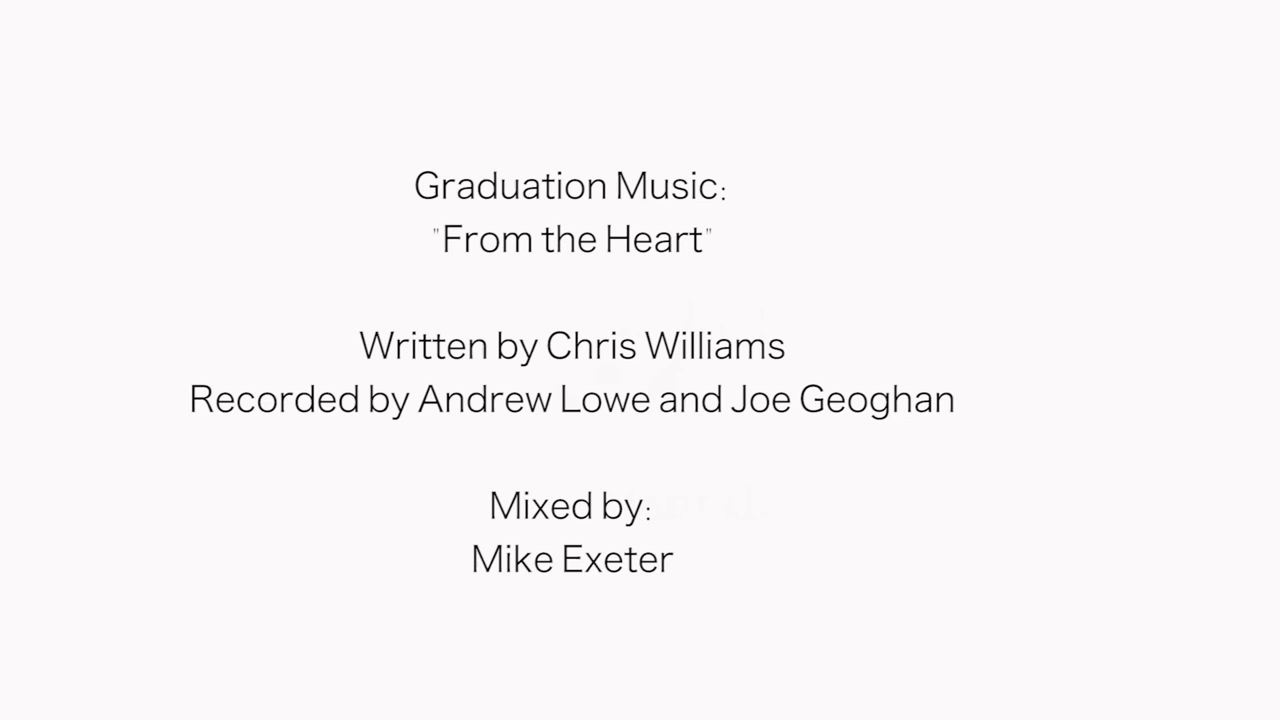 Graduation Music:
"From the Heart"
Written by Chris Williams
Recorded by Andrew Lowe and Joe Geoghan
Mixed by:
Mike Exeter